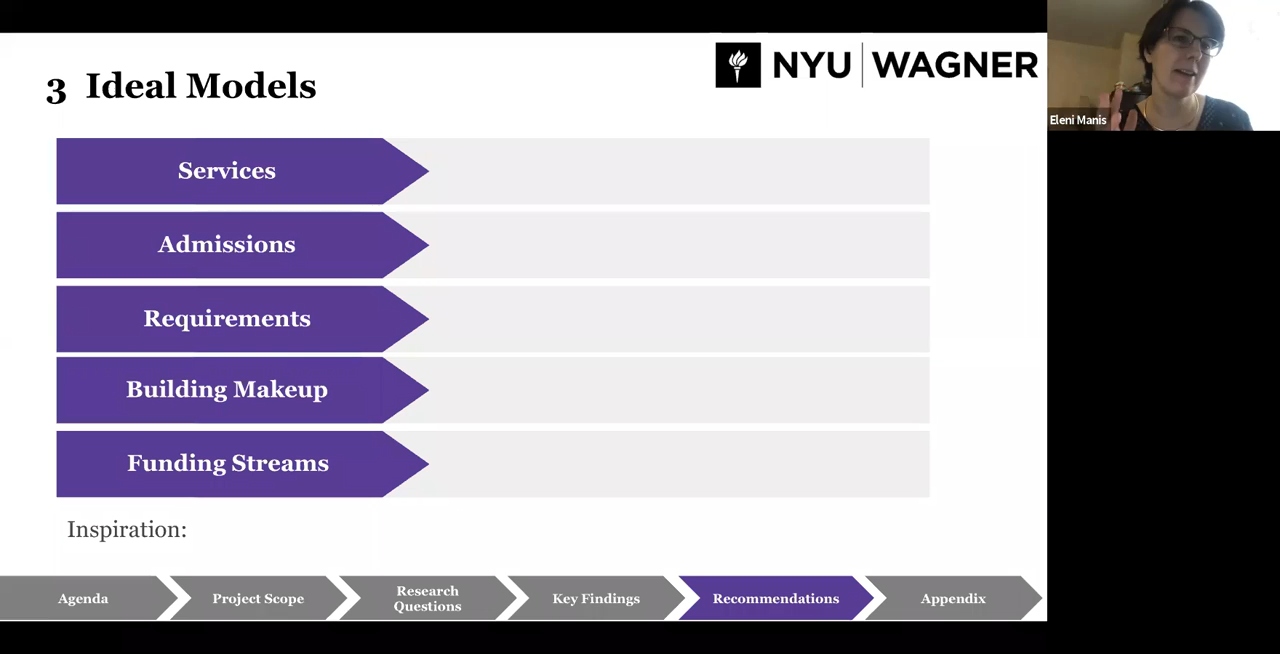 3 Ideal Models
NYU WAGNER
Eleni Manis
Services
Admissions
Requirements
Building Makeup
Funding Streams
Inspiration:
Agenda
Project Scope
Research
Questions
Key Findings
Recommendations
Appendix